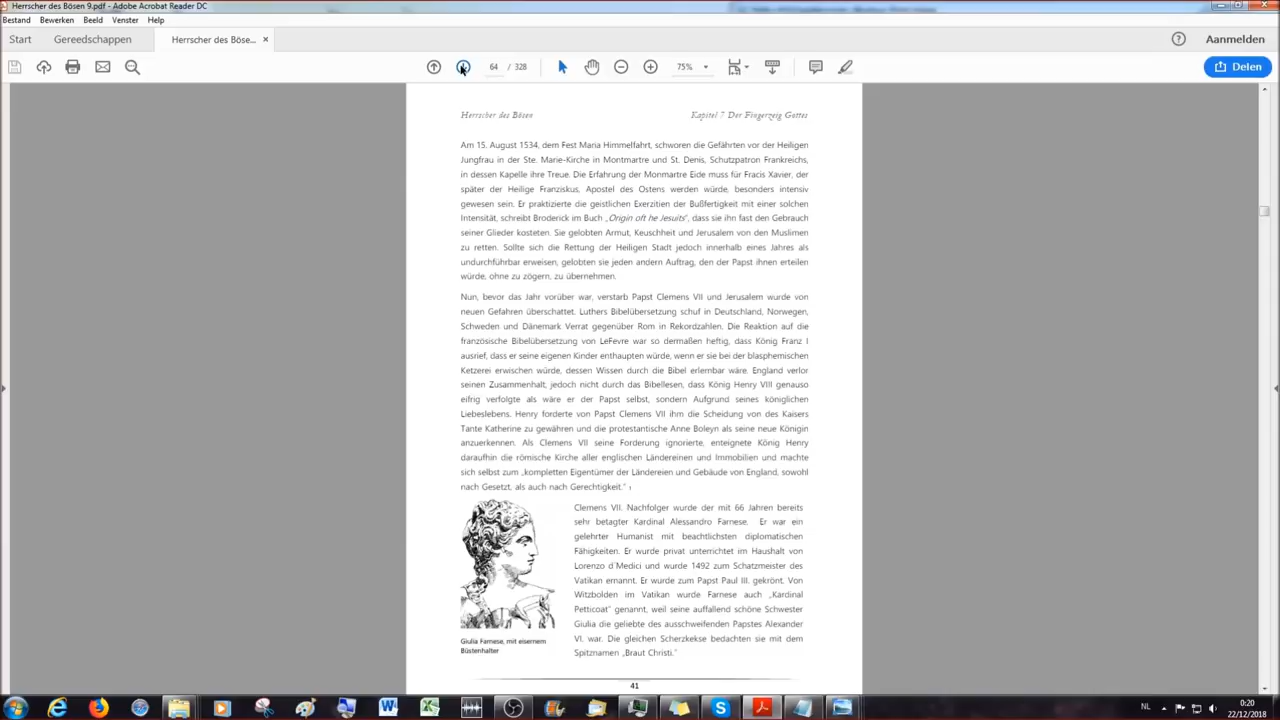 Herrscher des Bösen 9.pdf - Adobe Acrobat Reader DC
Bestand Bewerken Beeld Venster Help
Start Gereedschappen Herrscher des Böse... × Aanmelden
64 / 328 75% Delen
Herrscher des Bösen Kapitel 7 Der Fingerzeig Gottes
Am 15. August 1534, dem Fest Maria Himmelfahrt, schworen die Gefährten vor der Heiligen
Jungfrau in der Ste. Marie-Kirche in Montmartre und St. Denis, Schutzpatron Frankreichs,
in dessen Kapelle ihre Treue. Die Erfahrung der Monmartre Eide muss für Fracis Xavier, der
später der Heilige Franziskus, Apostel des Ostens werden würde, besonders intensiv
gewesen sein. Er praktizierte die geistlichen Exerzitien der Bußfertigkeit mit einer solchen
Intensität, schreibt Broderick im Buch „Origin oft he Jesuits“, dass sie ihn fast den Gebrauch
seiner Glieder kosteten. Sie gelobten Armut, Keuschheit und Jerusalem von den Muslimen
zu retten. Sollte sich die Rettung der Heiligen Stadt jedoch innerhalb eines Jahres als
undurchführbar erweisen, gelobten sie jeden andern Auftrag, den der Papst ihnen erteilen
würde, ohne zu zögern, zu übernehmen.
Nun, bevor das Jahr vorüber war, verstarb Papst Clemens VII und Jerusalem wurde von
neuen Gefahren überschattet. Luthers Bibelübersetzung schuf in Deutschland, Norwegen,
Schweden und Dänemark Verrat gegenüber Rom in Rekordzahlen. Die Reaktion auf die
französische Bibelübersetzung von LeFevre war so dermaßen heftig, dass König Franz I
ausrief, dass er seine eigenen Kinder enthaupten würde, wenn er sie bei der blasphemischen
Ketzerei erwischen würde, dessen Wissen durch die Bibel erlernbar wäre. England verlor
seinen Zusammenhalt, jedoch nicht durch das Bibellesen, dass König Henry VIII genauso
eifrig verfolgte als wäre er der Papst selbst, sondern Aufgrund seines königlichen
Liebeslebens. Henry forderte von Papst Clemens VII ihm die Scheidung von des Kaisers
Tante Katherine zu gewähren und die protestantische Anne Boleyn als seine neue Königin
anzuerkennen. Als Clemens VII seine Forderung ignorierte, enteignete König Henry
daraufhin die römische Kirche aller englischen Ländereinen und Immobilien und machte
sich selbst zum „kompletten Eigentümer der Ländereien und Gebäude von England, sowohl
nach Gesetzt, als auch nach Gerechtigkeit.“ 1
Clemens VII. Nachfolger wurde der mit 66 Jahren bereits
sehr betagter Kardinal Alessandro Farnese. Er war ein
gelehrter Humanist mit beachtlichsten diplomatischen
Fähigkeiten. Er wurde privat unterrichtet im Haushalt von
Lorenzo d´Medici und wurde 1492 zum Schatzmeister des
Vatikan ernannt. Er wurde zum Papst Paul III. gekrönt. Von
Witzbolden im Vatikan wurde Farnese auch „Kardinal
Petticoat“ genannt, weil seine auffallend schöne Schwester
Giulia die geliebte des ausschweifenden Papstes Alexander
VI. war. Die gleichen Scherzkekse bedachten sie mit dem
Spitznamen „Braut Christi.“
Giulia Farnese, mit eisernem
Büstenhalter
41
NL 0:20
22/12/2018